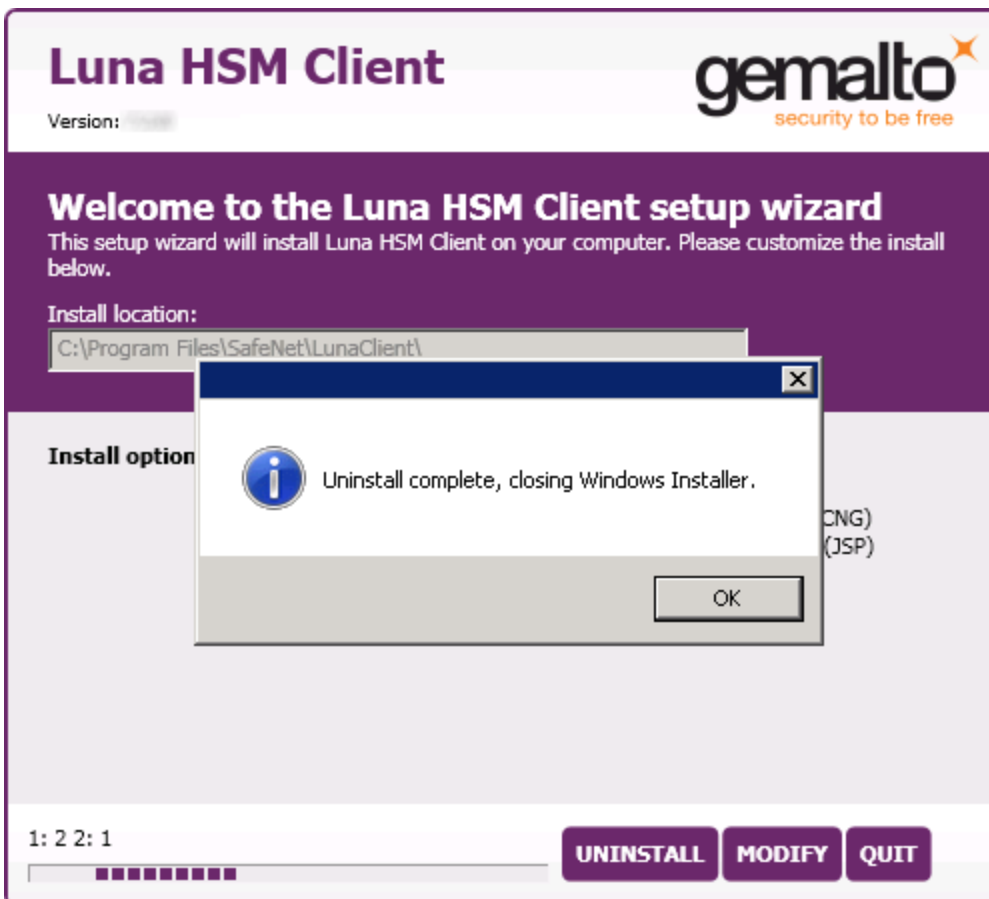 Luna HSM Client
gemalto
security to be free
Version:
Welcome to the Luna HSM Client setup wizard
This setup wizard will install Luna HSM Client on your computer. Please customize the install
below.
Install location:
C:\Program Files\SafeNet\LunaClient\
Install option
Uninstall complete, closing Windows Installer.
CNG)
(JSP)
OK
1: 2 2: 1
UNINSTALL MODIFY QUIT